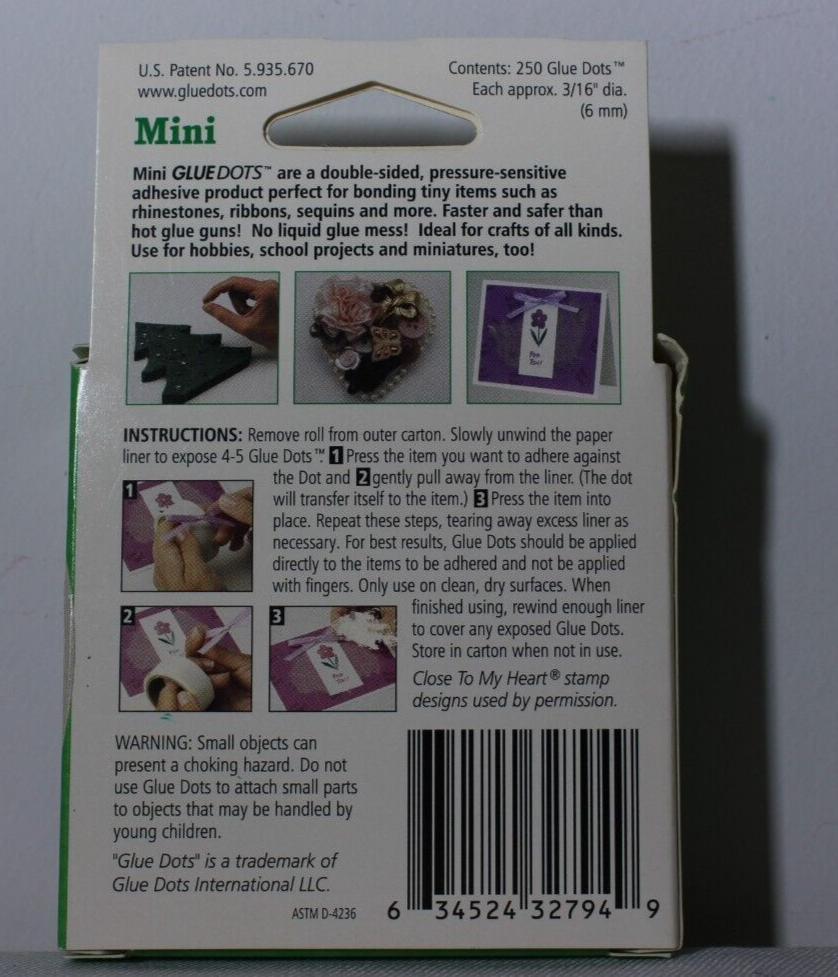 U.S. Patent No. 5.935.670
www.gluedots.com
Contents: 250 Glue Dots™
Each approx. 3/16" dia.
(6 mm)
Mini
Mini GLUE DOTS™ are a double-sided, pressure-sensitive
adhesive product perfect for bonding tiny items such as
rhinestones, ribbons, sequins and more. Faster and safer than
hot glue guns! No liquid glue mess! Ideal for crafts of all kinds.
Use for hobbies, school projects and miniatures, too!
For
You!
INSTRUCTIONS: Remove roll from outer carton. Slowly unwind the paper
liner to expose 4-5 Glue Dots™. 1 Press the item you want to adhere against
the Dot and 2 gently pull away from the liner. (The dot
will transfer itself to the item.) 3 Press the item into
place. Repeat these steps, tearing away excess liner as
necessary. For best results, Glue Dots should be applied
directly to the items to be adhered and not be applied
with fingers. Only use on clean, dry surfaces. When
finished using, rewind enough liner
to cover any exposed Glue Dots.
Store in carton when not in use.
1
2
3
Close To My Heart® stamp
designs used by permission.
WARNING: Small objects can
present a choking hazard. Do not
use Glue Dots to attach small parts
to objects that may be handled by
young children.
"Glue Dots" is a trademark of
Glue Dots International LLC.
ASTM D-4236
6 34524 32794 9